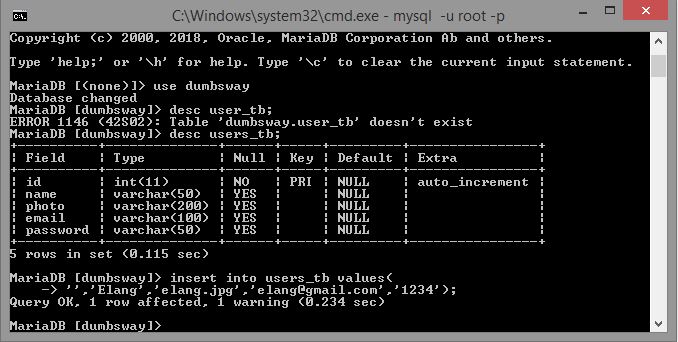 C:\Windows\system32\cmd.exe - mysql -u root -p
Copyright (c) 2000, 2018, Oracle, MariaDB Corporation Ab and others.
Type 'help;' or '\h' for help. Type '\c' to clear the current input statement.
MariaDB [(none)]> use dumbsway
Database changed
MariaDB [dumbsway]> desc user_tb;
ERROR 1146 (42S02): Table 'dumbsway.user_tb' doesn't exist
MariaDB [dumbsway]> desc users_tb;
+----------+--------------+------+-----+---------+----------------+
| Field    | Type         | Null | Key | Default | Extra          |
+----------+--------------+------+-----+---------+----------------+
| id       | int(11)      | NO   | PRI | NULL    | auto_increment |
| name     | varchar(50)  | YES  |     | NULL    |                |
| photo    | varchar(200) | YES  |     | NULL    |                |
| email    | varchar(100) | YES  |     | NULL    |                |
| password | varchar(50)  | YES  |     | NULL    |                |
+----------+--------------+------+-----+---------+----------------+
5 rows in set (0.115 sec)
MariaDB [dumbsway]> insert into users_tb values(
    -> '','Elang','elang.jpg','elang@gmail.com','1234');
Query OK, 1 row affected, 1 warning (0.234 sec)
MariaDB [dumbsway]>